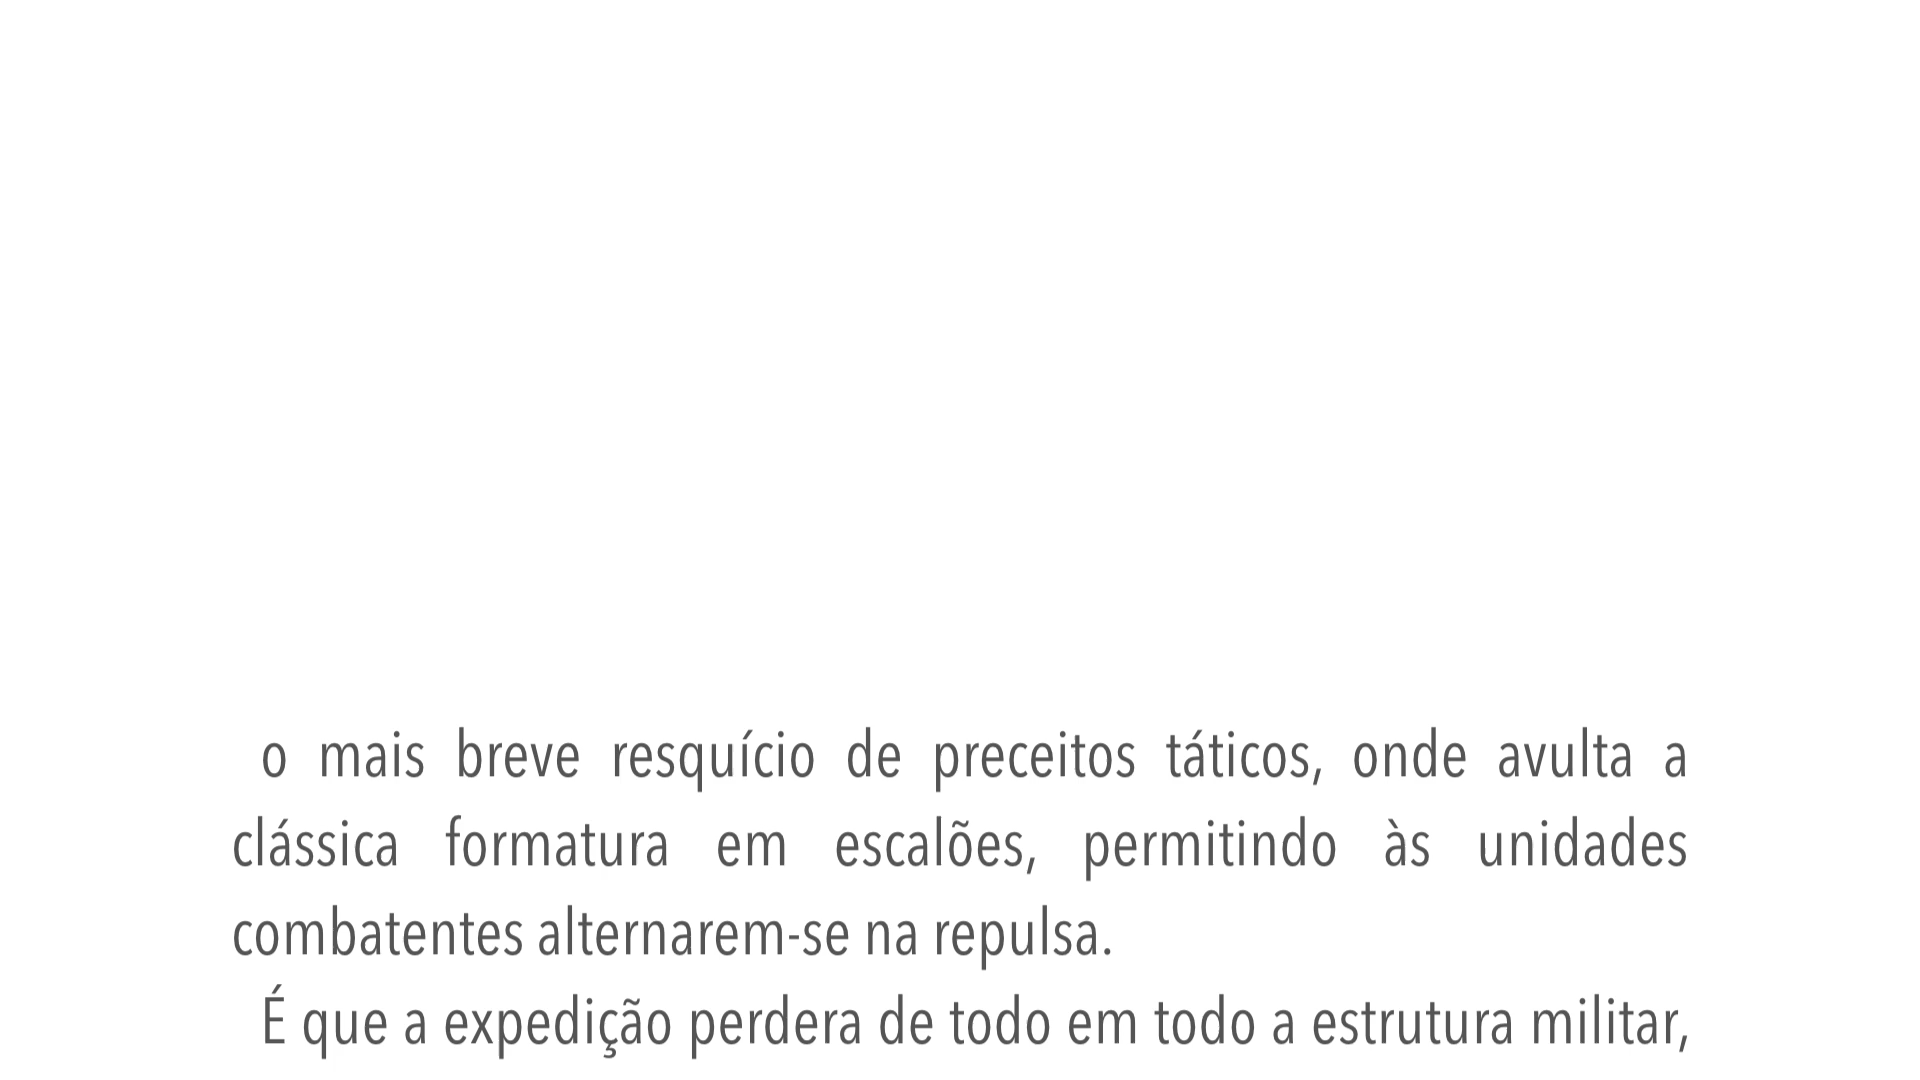 o mais breve resquício de preceitos táticos, onde avulta a
clássica formatura em escalões, permitindo às unidades
combatentes alternarem-se na repulsa.
É que a expedição perdera de todo em todo a estrutura militar,